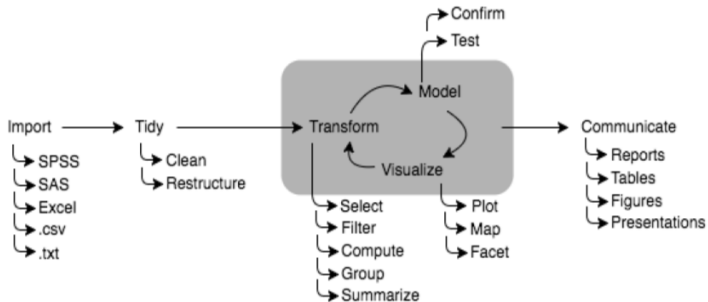 Confirm
Test
Model
Import
Tidy
Transform
Communicate
SPSS
SAS
Excel
.csv
.txt
Clean
Restructure
Visualize
Select
Filter
Compute
Group
Summarize
Plot
Map
Facet
Reports
Tables
Figures
Presentations